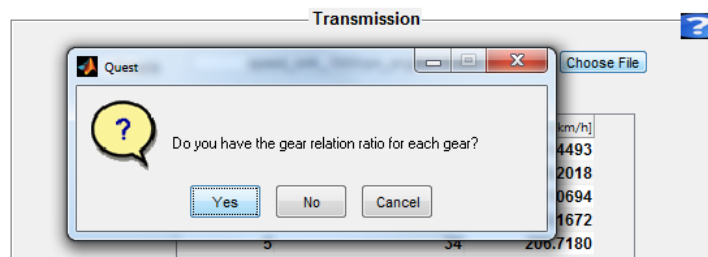 Transmission
Quest
Choose File
Do you have the gear relation ratio for each gear?
Yes
No
Cancel
km/h]
4493
2018
0694
1672
5 34 206.7180